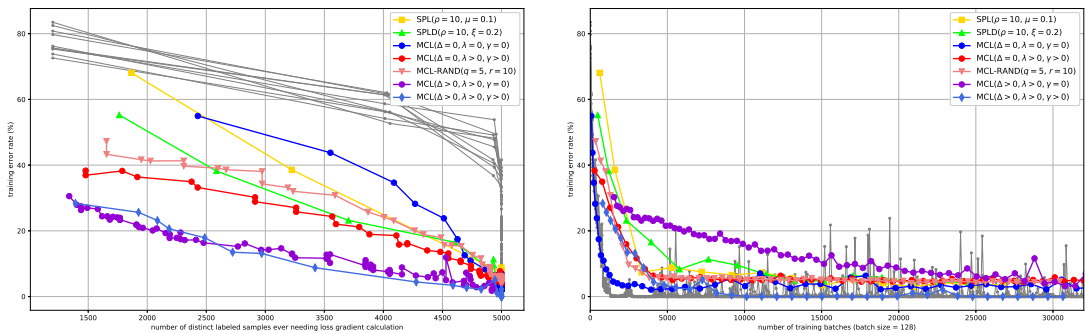 80
60
40
20
0
training error rate (%)
1500 2000 2500 3000 3500 4000 4500 5000
number of distinct labeled samples ever needing loss gradient calculation
SPL(ρ = 10, μ = 0.1)
SPLD(ρ = 10, ξ = 0.2)
MCL(Δ = 0, λ = 0, γ = 0)
MCL(Δ = 0, λ > 0, γ > 0)
MCL-RAND(q = 5, r = 10)
MCL(Δ > 0, λ > 0, γ = 0)
MCL(Δ > 0, λ > 0, γ > 0)
80
60
40
20
0
training error rate (%)
0 5000 10000 15000 20000 25000 30000
number of training batches (batch size = 128)
SPL(ρ = 10, μ = 0.1)
SPLD(ρ = 10, ξ = 0.2)
MCL(Δ = 0, λ = 0, γ = 0)
MCL(Δ = 0, λ > 0, γ > 0)
MCL-RAND(q = 5, r = 10)
MCL(Δ > 0, λ > 0, γ = 0)
MCL(Δ > 0, λ > 0, γ > 0)